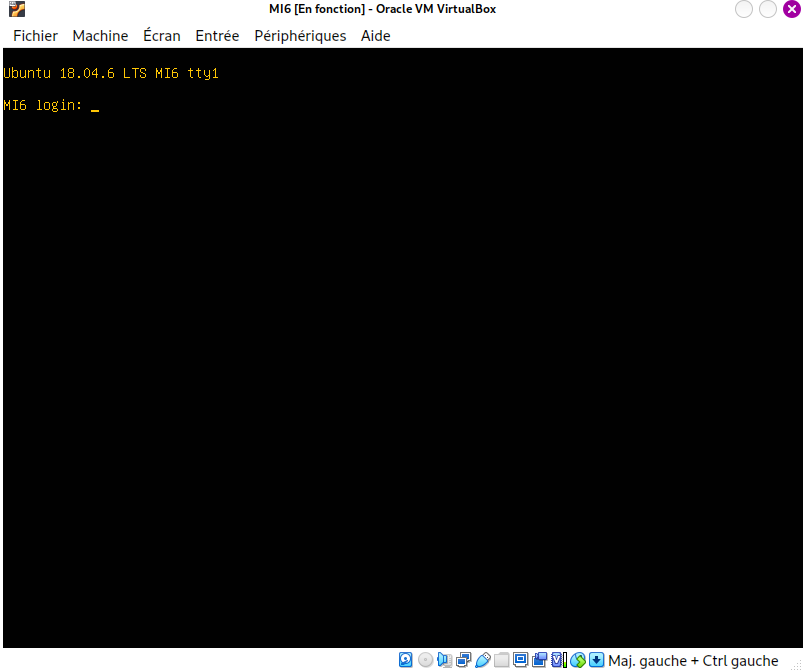 MI6 [En fonction] - Oracle VM VirtualBox
Fichier Machine Écran Entrée Périphériques Aide
Ubuntu 18.04.6 LTS MI6 tty1
MI6 login: _
Maj. gauche + Ctrl gauche